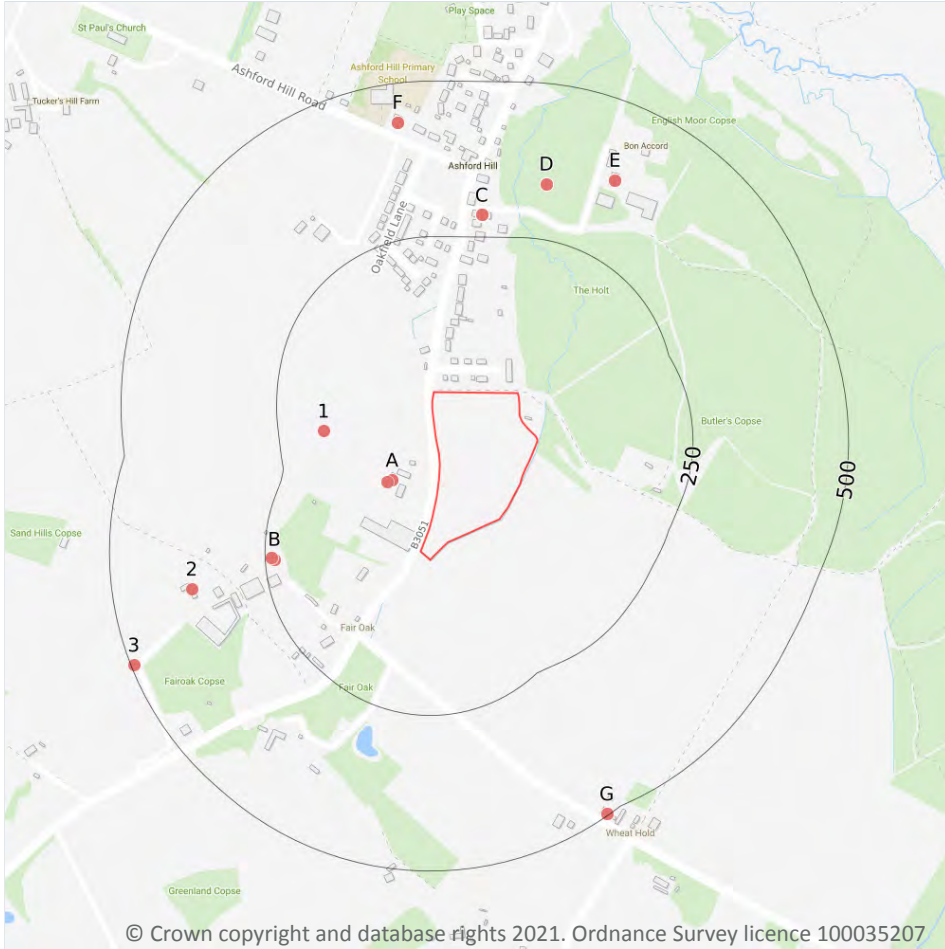 Play Space
St Paul's Church
Ashford Hill Road
Ashford Hill Primary
School
Tucker's Hill Farm
F
English Moor Copse
Bon Accord
Ashford Hill
D
E
C
Oakfield Lane
The Holt
1
Butler's Copse
A
250
500
B3051
Sand Hills Copse
B
2
Fair Oak
3
Fairoak Copse
Fair Oak
G
Wheat Hold
Greenland Copse
© Crown copyright and database rights 2021. Ordnance Survey licence 100035207